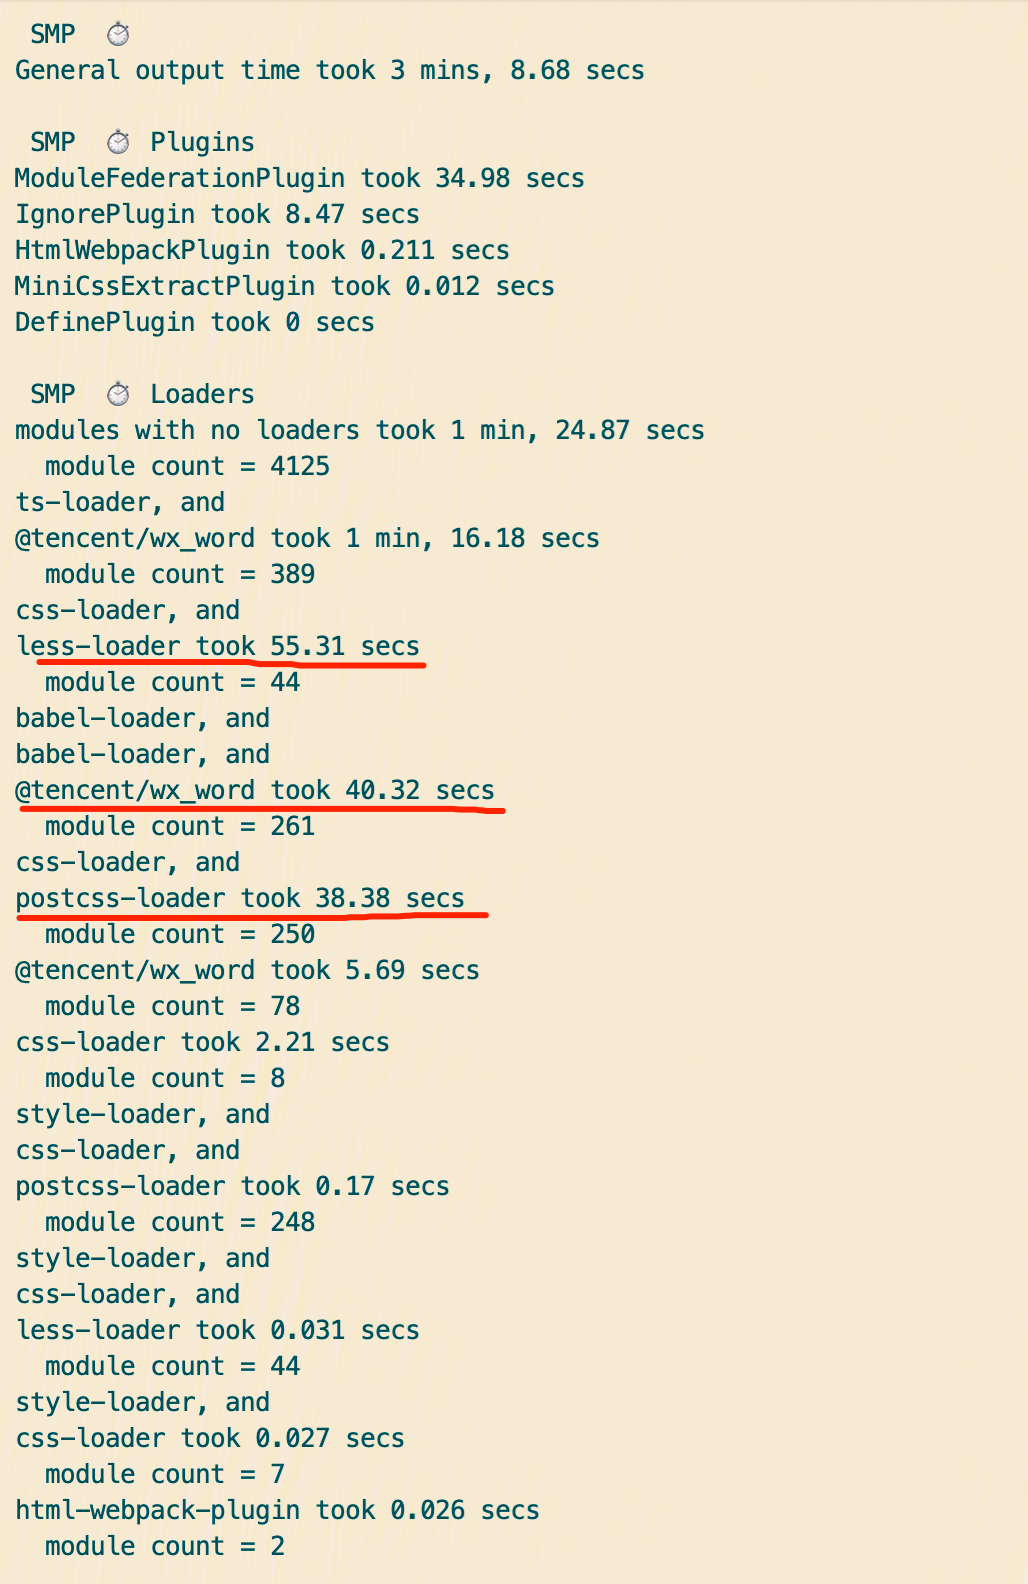 SMP ⏱
General output time took 3 mins, 8.68 secs
SMP ⏱ Plugins
ModuleFederationPlugin took 34.98 secs
IgnorePlugin took 8.47 secs
HtmlWebpackPlugin took 0.211 secs
MiniCssExtractPlugin took 0.012 secs
DefinePlugin took 0 secs
SMP ⏱ Loaders
modules with no loaders took 1 min, 24.87 secs
module count = 4125
ts-loader, and
@tencent/wx_word took 1 min, 16.18 secs
module count = 389
css-loader, and
less-loader took 55.31 secs
module count = 44
babel-loader, and
babel-loader, and
@tencent/wx_word took 40.32 secs
module count = 261
css-loader, and
postcss-loader took 38.38 secs
module count = 250
@tencent/wx_word took 5.69 secs
module count = 78
css-loader took 2.21 secs
module count = 8
style-loader, and
css-loader, and
postcss-loader took 0.17 secs
module count = 248
style-loader, and
css-loader, and
less-loader took 0.031 secs
module count = 44
style-loader, and
css-loader took 0.027 secs
module count = 7
html-webpack-plugin took 0.026 secs
module count = 2